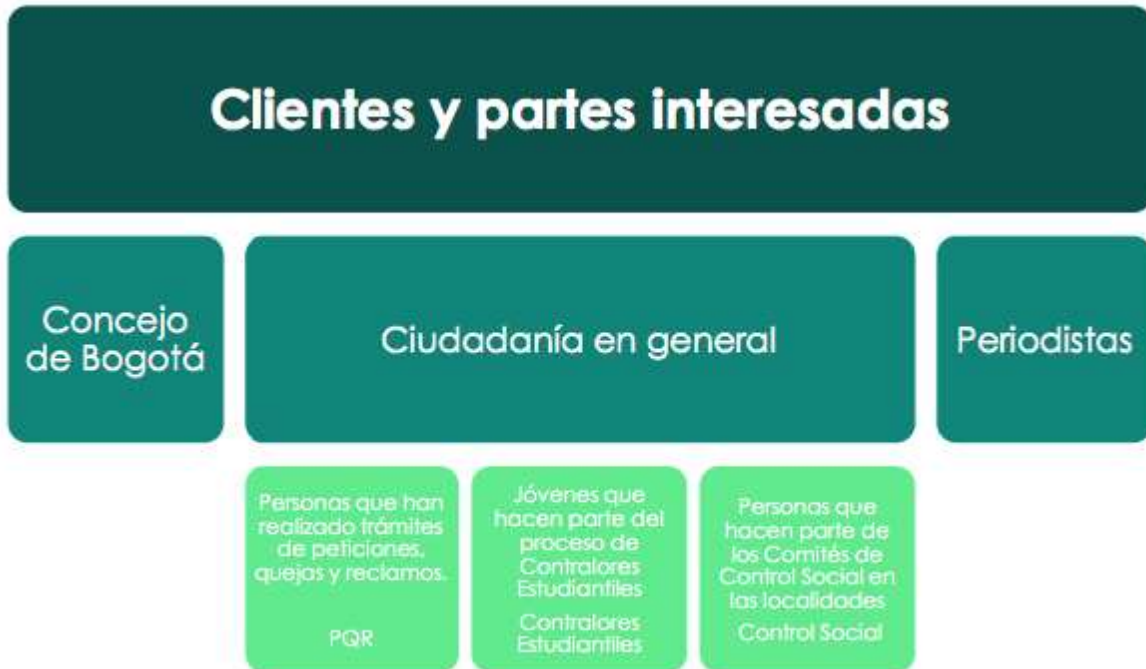 Clientes y partes interesadas
Concejo
de Bogotá
Ciudadanía en general
Periodistas
Personas que han
realizado trámites
de peticiones,
quejas y reclamos.
PQR
Jóvenes que
hacen parte del
proceso de
Contralores
Estudiantiles
Contralores
Estudiantiles
Personas que
hacen parte de
los Comités de
Control Social en
las localidades
Control Social